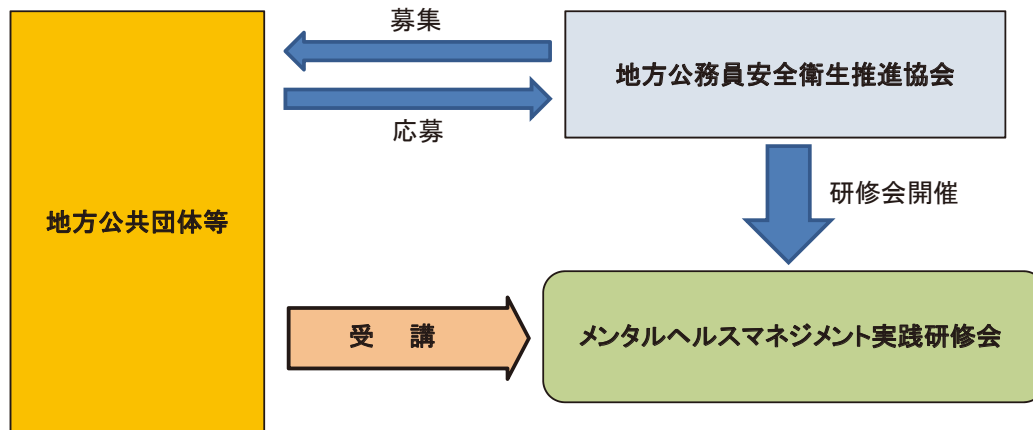 募集
地方公務員安全衛生推進協会
応募
研修会開催
地方公共団体等
受　講
メンタルヘルスマネジメント実践研修会